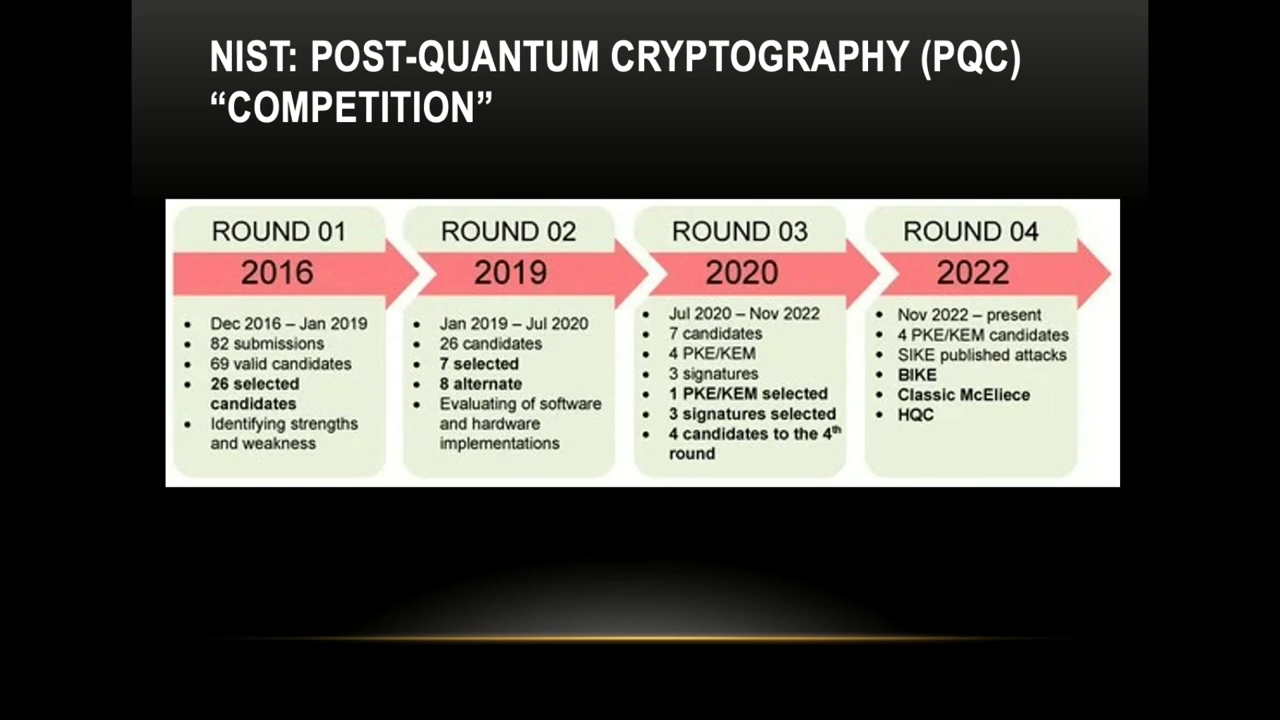 NIST: POST-QUANTUM CRYPTOGRAPHY (PQC)
“COMPETITION”
ROUND 01
2016
• Dec 2016 – Jan 2019
• 82 submissions
• 69 valid candidates
• 26 selected
candidates
• Identifying strengths
and weakness
ROUND 02
2019
• Jan 2019 – Jul 2020
• 26 candidates
• 7 selected
• 8 alternate
• Evaluating of software
and hardware
implementations
ROUND 03
2020
• Jul 2020 – Nov 2022
• 7 candidates
• 4 PKE/KEM
• 3 signatures
• 1 PKE/KEM selected
• 3 signatures selected
• 4 candidates to the 4th
round
ROUND 04
2022
• Nov 2022 – present
• 4 PKE/KEM candidates
• SIKE published attacks
• BIKE
• Classic McEliece
• HQC